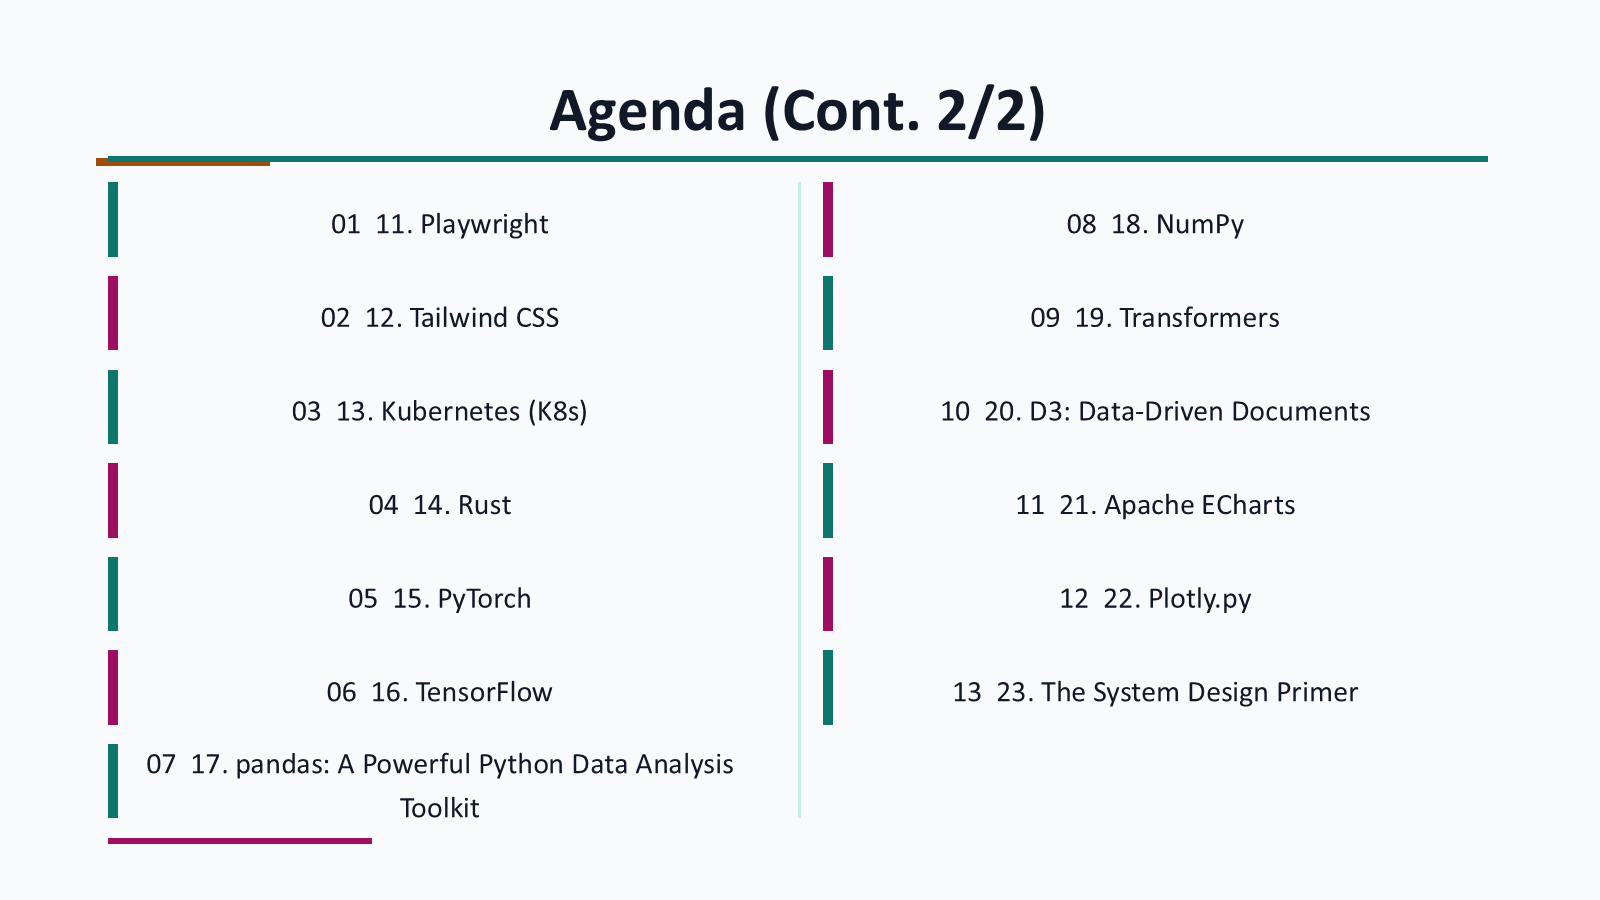 Agenda (Cont. 2/2)
01 11. Playwright
02 12. Tailwind CSS
03 13. Kubernetes (K8s)
04 14. Rust
05 15. PyTorch
06 16. TensorFlow
07 17. pandas: A Powerful Python Data Analysis
Toolkit
08 18. NumPy
09 19. Transformers
10 20. D3: Data-Driven Documents
11 21. Apache ECharts
12 22. Plotly.py
13 23. The System Design Primer